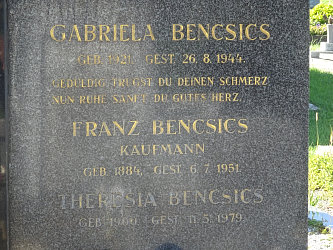 GABRIELA BENCSICS
GEB. 1921. GEST. 26. 8. 1944.
GEDULDIG TRUGST DU DEINEN SCHMERZ
NUN RUHE SANFT DU GUTES HERZ.
FRANZ BENCSICS
KAUFMANN
GEB. 1884. GEST. 6. 7. 1951.
THERESIA BENCSICS
GEB. 1900. GEST. 11. 5. 1979.